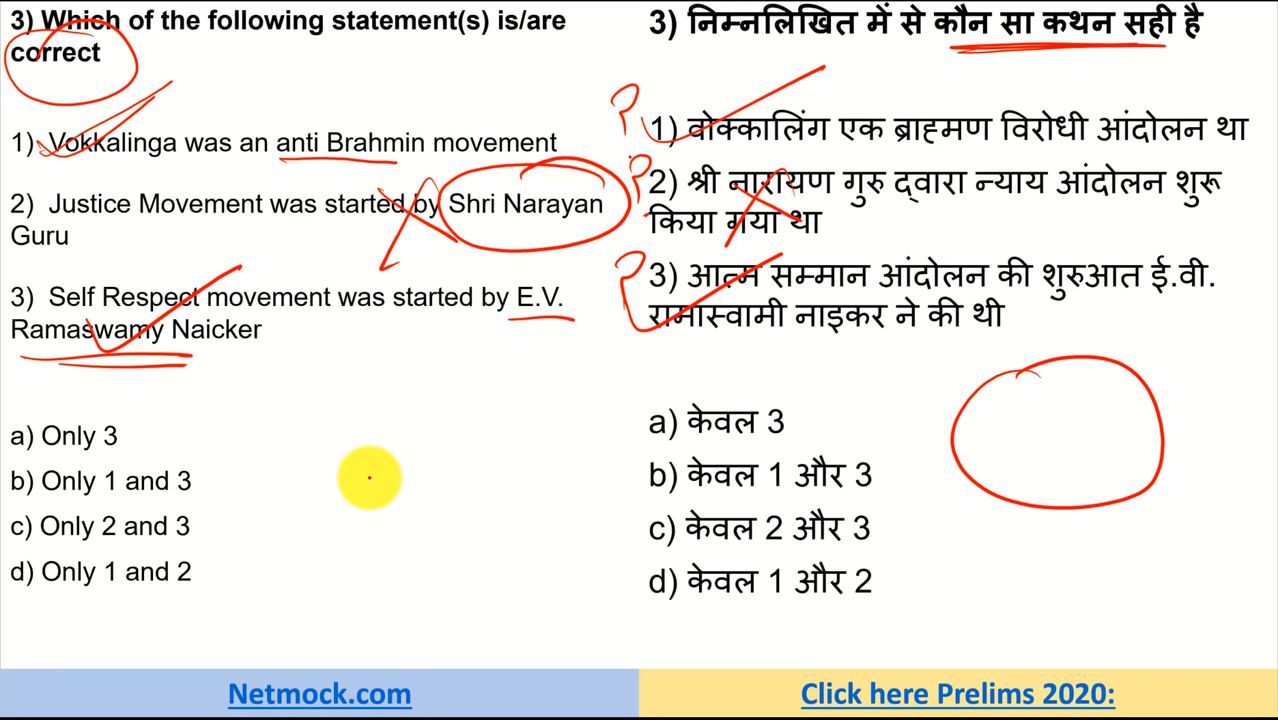 3) Which of the following statement(s) is/are
correct
1) Vokkalinga was an anti Brahmin movement
2) Justice Movement was started by Shri Narayan
Guru
3) Self Respect movement was started by E.V.
Ramaswamy Naicker
a) Only 3
b) Only 1 and 3
c) Only 2 and 3
d) Only 1 and 2
3) निम्नलिखित में से कौन सा कथन सही है
1) वोक्कालिंग एक ब्राह्मण विरोधी आंदोलन था
2) श्री नारायण गुरु द्वारा न्याय आंदोलन शुरू
किया गया था
3) आत्म सम्मान आंदोलन की शुरुआत ई.वी.
रामास्वामी नाइकर ने की थी
a) केवल 3
b) केवल 1 और 3
c) केवल 2 और 3
d) केवल 1 और 2
Netmock.com
Click here Prelims 2020: